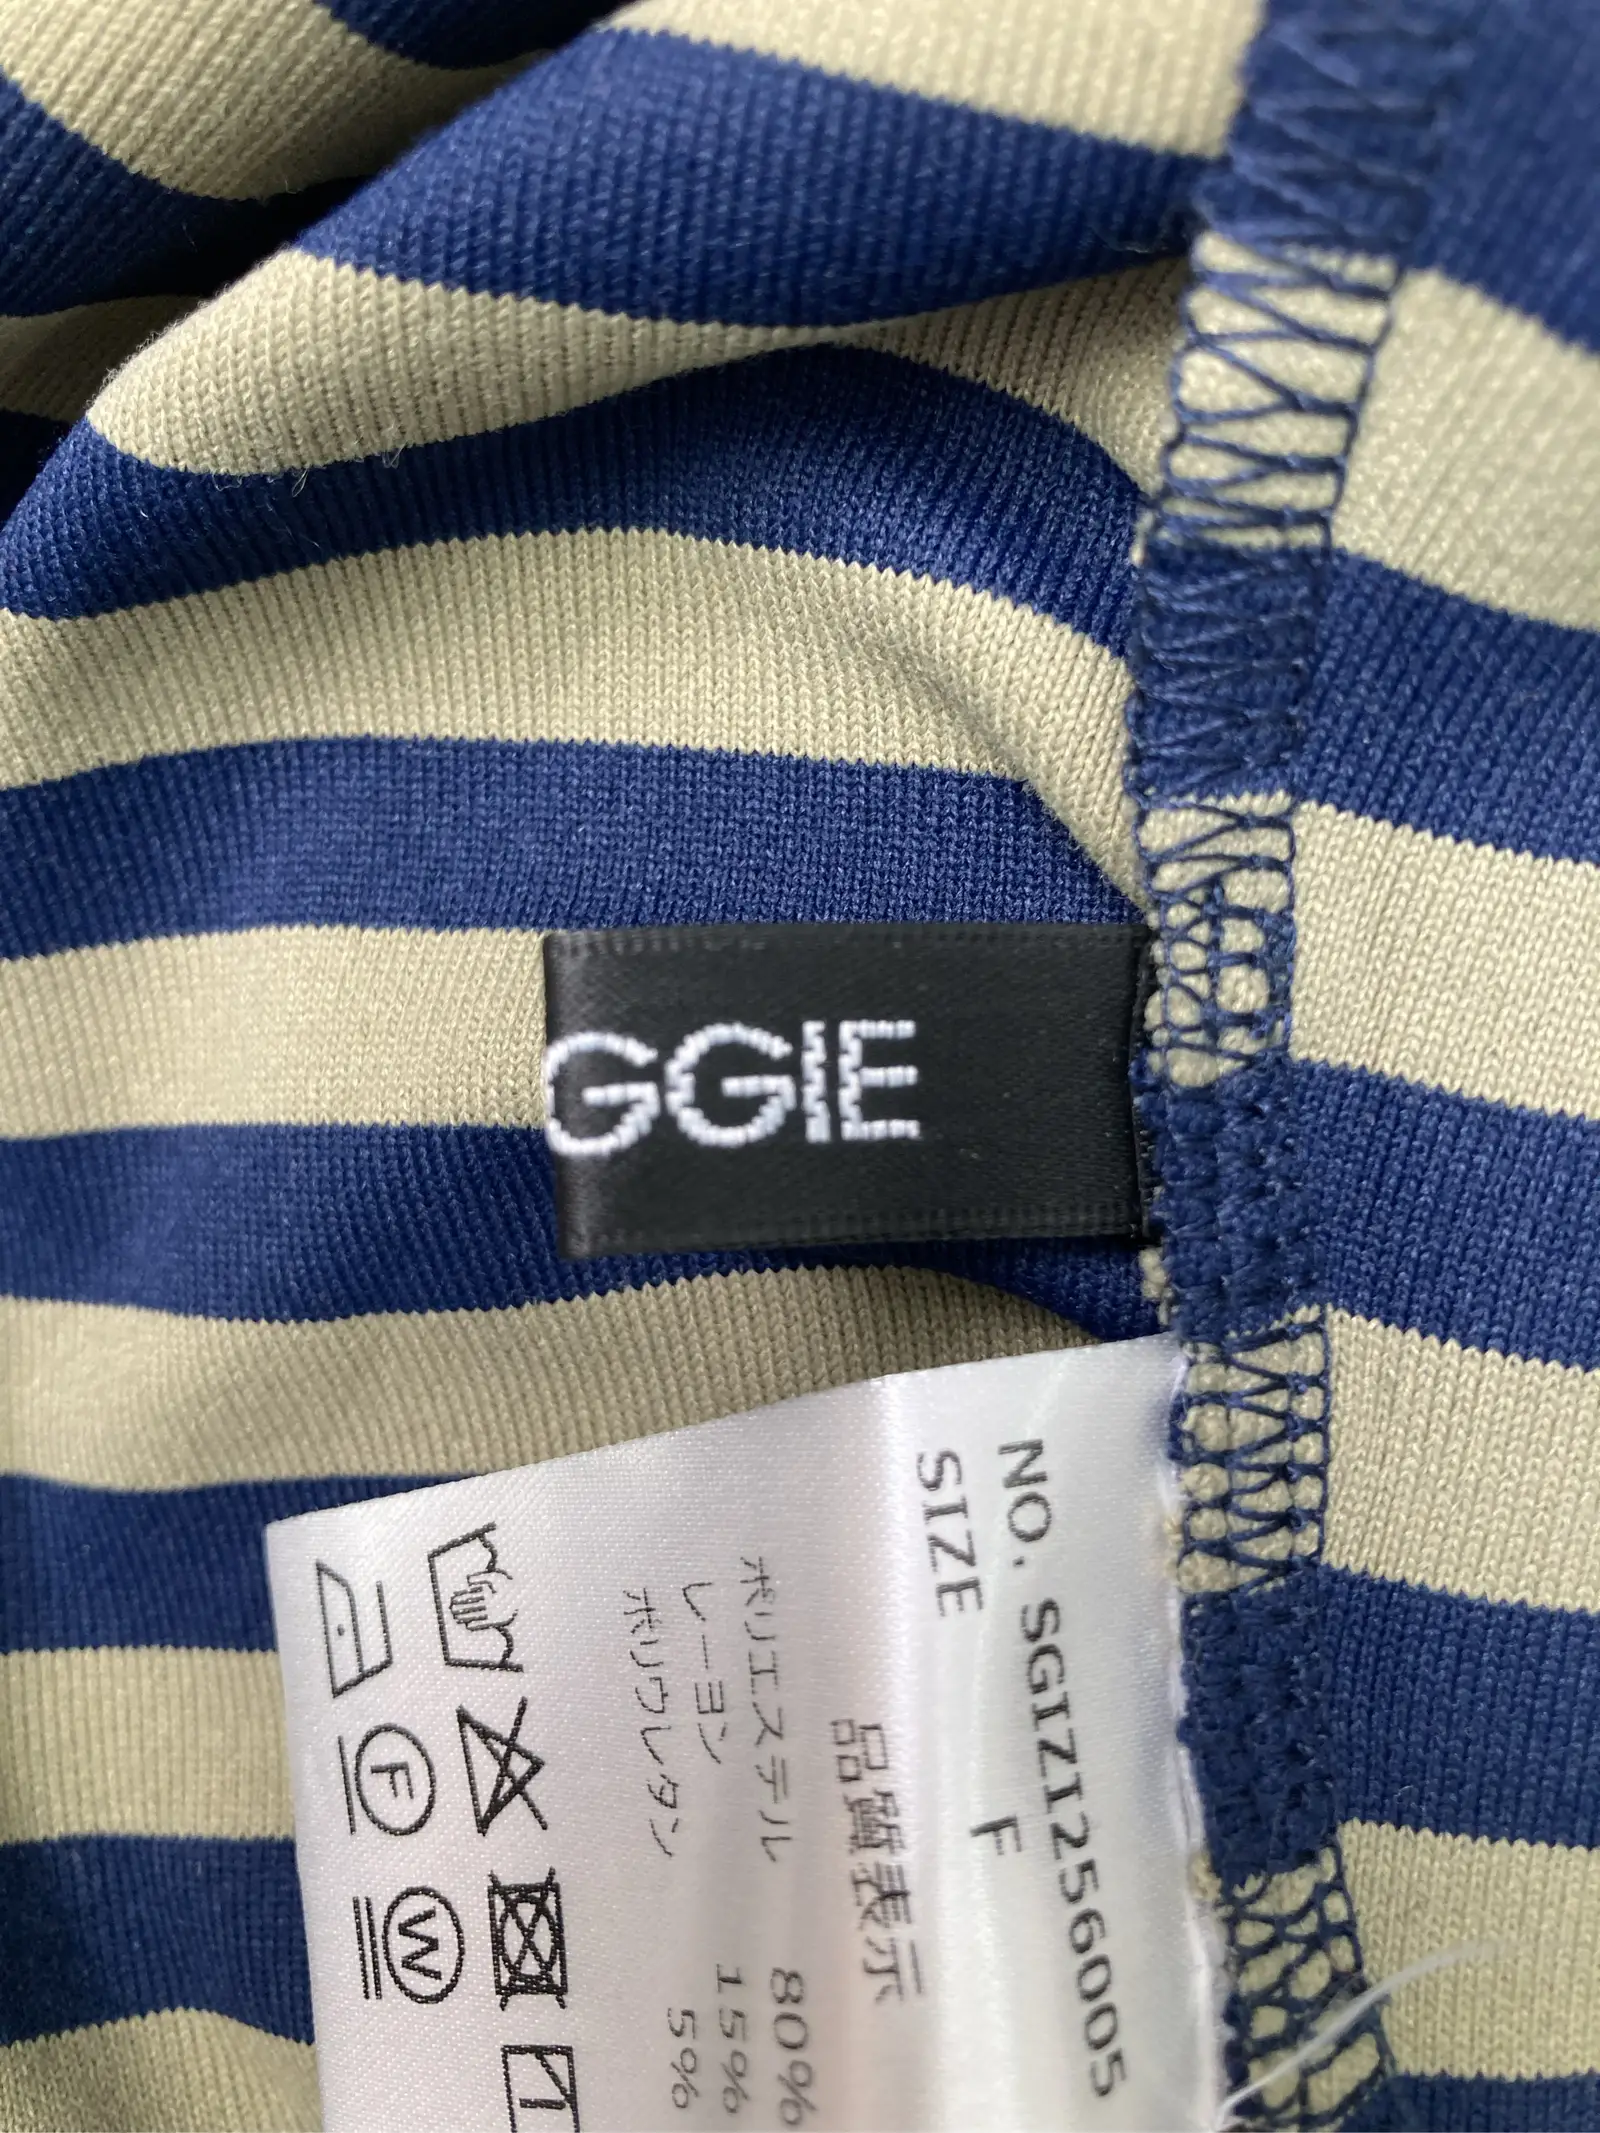 GGIE
NO. SGIZ1256005
SIZE F
品質表示
ポリエステル 80%
レーヨン 15%
ポリウレタン 5%
F
W